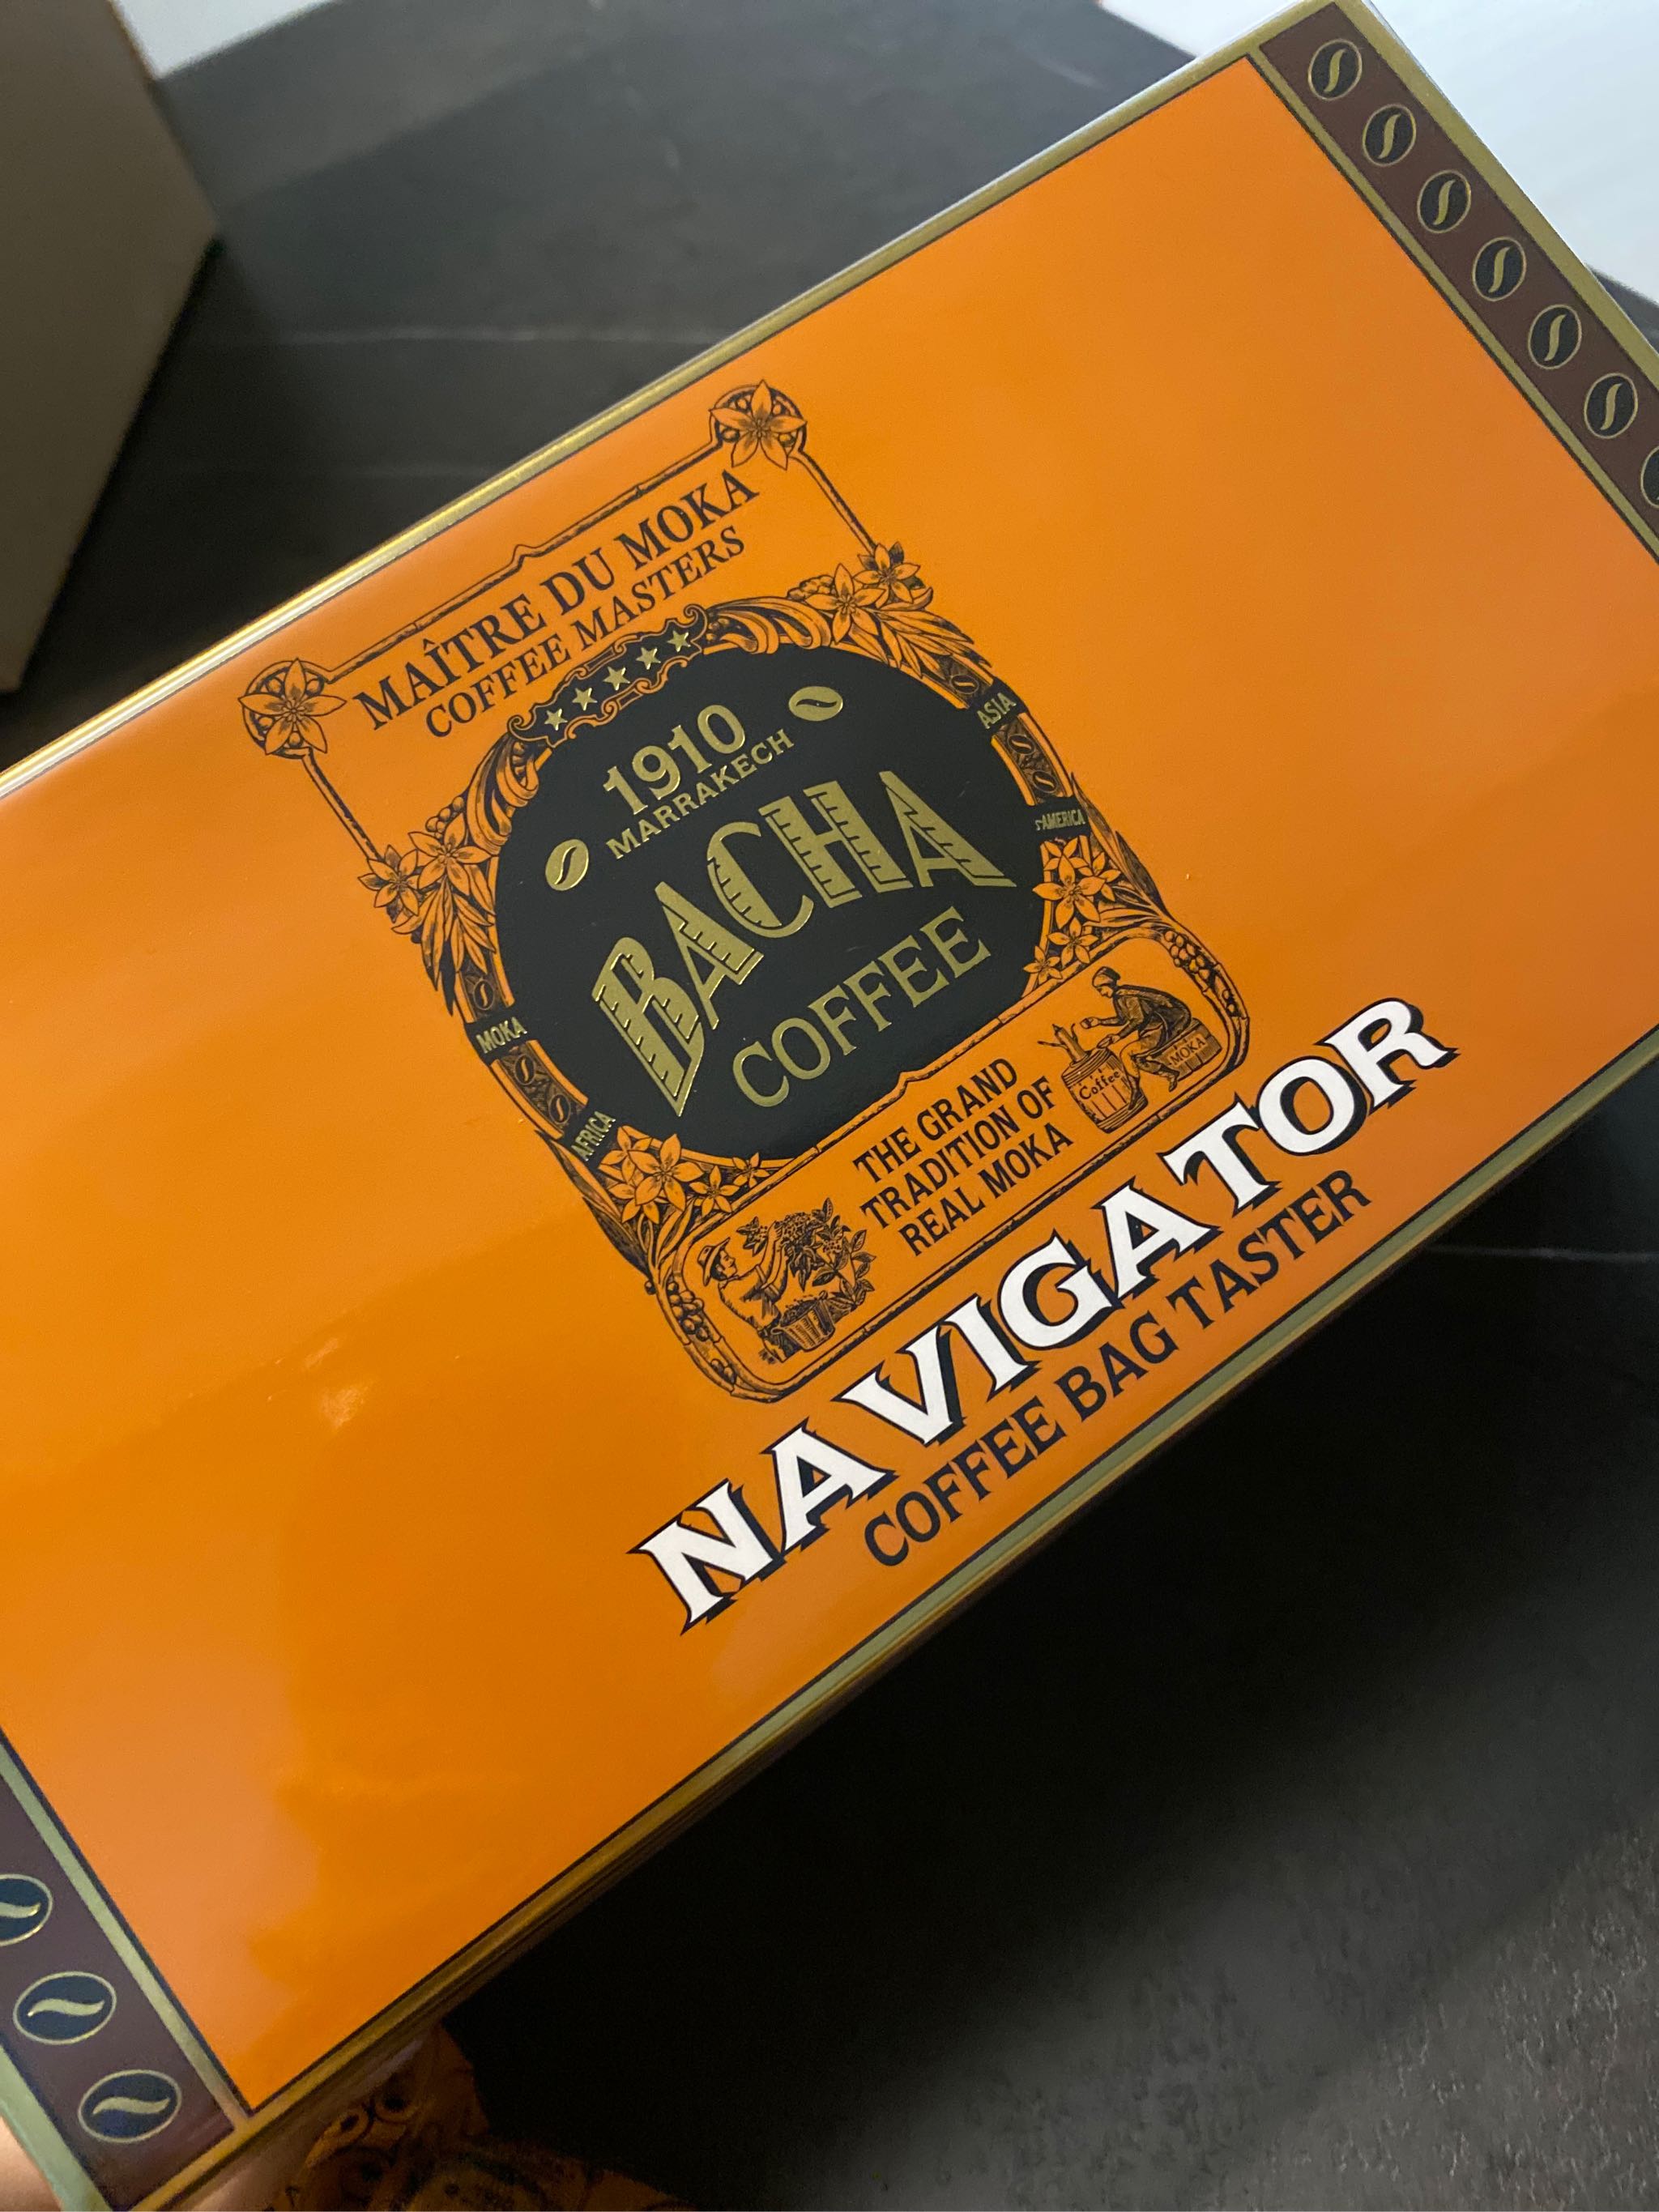 MAÎTRE DU MOKA
COFFEE MASTERS
1910
MARRAKECH
BACHA
COFFEE
ASIA
S.AMERICA
MOKA
AFRICA
THE GRAND
TRADITION OF
REAL MOKA
Coffee
MOKA
NAVIGATOR
COFFEE BAG TASTER